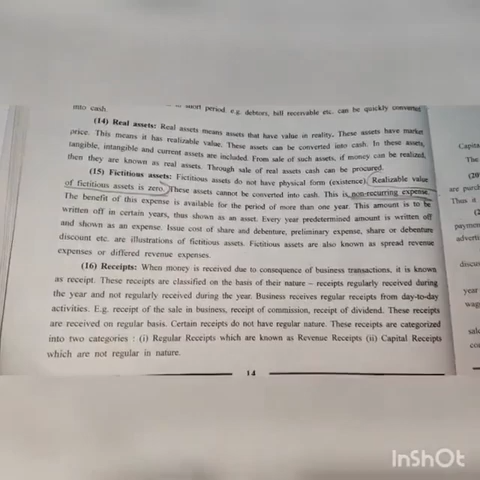 into cash. short period e.g. debtors, bill receivable etc. can be quickly converted
(14) Real assets: Real assets means assets that have value in reality. These assets have market
price. This means it has realizable value. These assets can be converted into cash. In these assets,
tangible, intangible and current assets are included. From sale of such assets, if money can be realized,
then they are known as real assets. Through sale of real assets cash can be procured.
(15) Fictitious assets: Fictitious assets do not have physical form (existence). Realizable value
of fictitious assets is zero. These assets cannot be converted into cash. This is non-recurring expense.
The benefit of this expense is available for the period of more than one year. This amount is to be
written off in certain years, thus shown as an asset. Every year predetermined amount is written off
and shown as an expense. Issue cost of share and debenture, preliminary expense, share or debenture
discount etc. are illustrations of fictitious assets. Fictitious assets are also known as spread revenue
expenses or differed revenue expenses.
(16) Receipts: When money is received due to consequence of business transactions, it is known
as receipt. These receipts are classified on the basis of their nature – receipts regularly received during
the year and not regularly received during the year. Business receives regular receipts from day-to-day
activities. E.g. receipt of the sale in business, receipt of commission, receipt of dividend. These receipts
are received on regular basis. Certain receipts do not have regular nature. These receipts are categorized
into two categories : (i) Regular Receipts which are known as Revenue Receipts (ii) Capital Receipts
which are not regular in nature.
14
Capita
The
(20
are purch
Thus a
(2
paymen
adverti
discus
year
wag
sale
co
InShOt